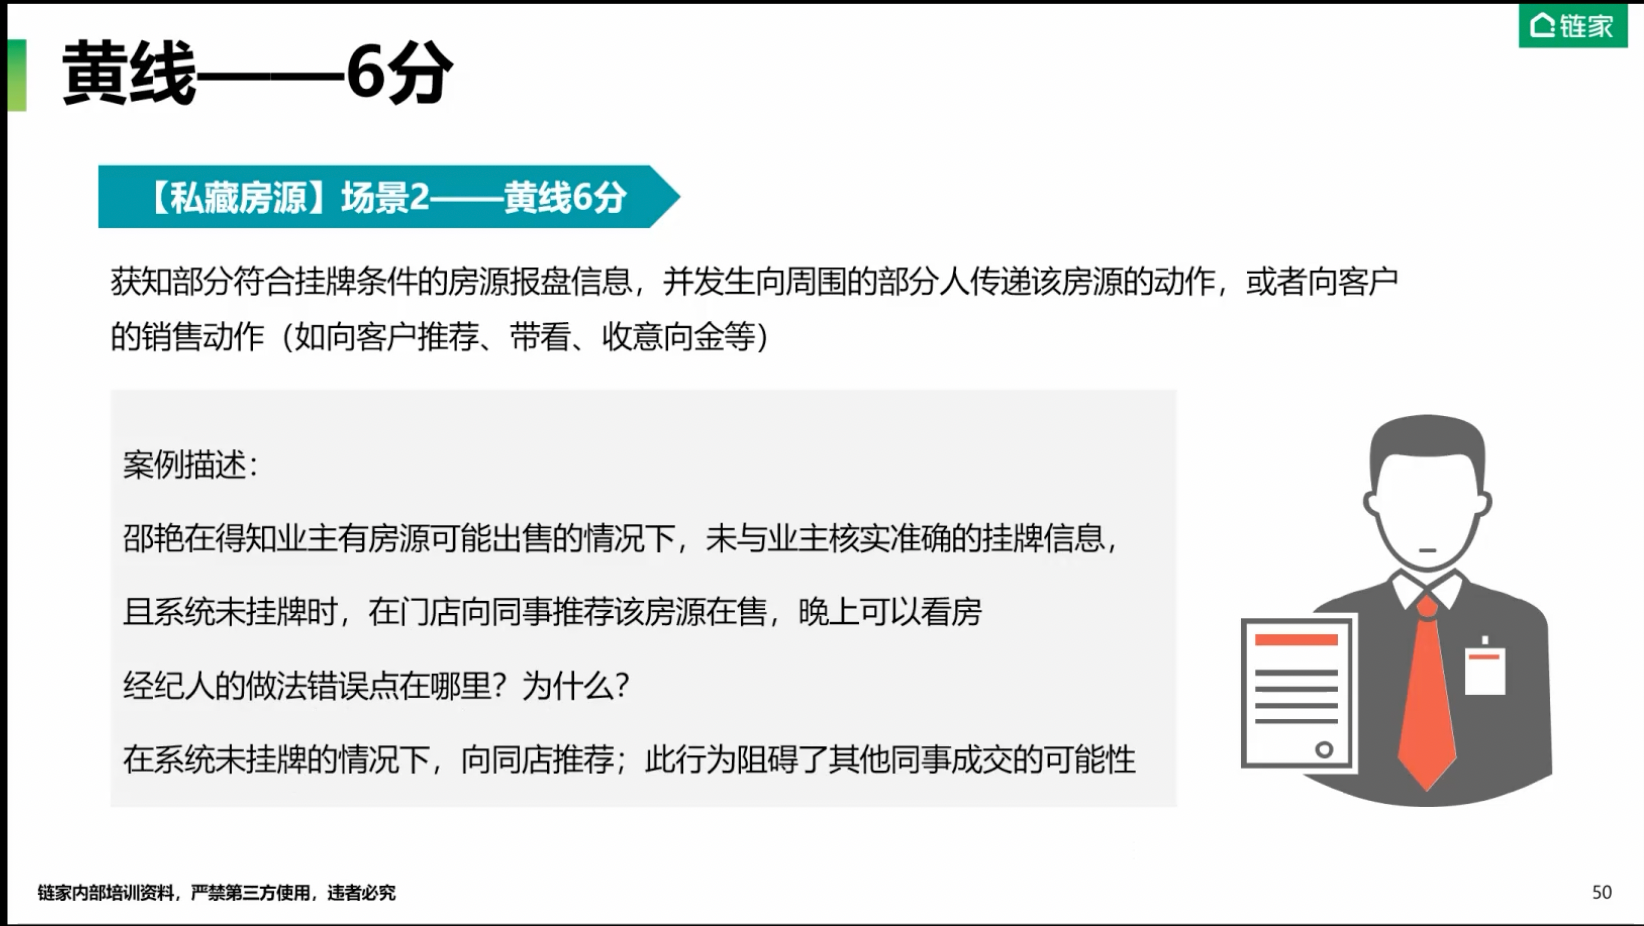 链家
黄线——6分
【私藏房源】场景2——黄线6分
获知部分符合挂牌条件的房源报盘信息，并发生向周围的部分人传递该房源的动作，或者向客户
的销售动作（如向客户推荐、带看、收意向金等）
案例描述：
邵艳在得知业主有房源可能出售的情况下，未与业主核实准确的挂牌信息，
且系统未挂牌时，在门店向同事推荐该房源在售，晚上可以看房
经纪人的做法错误点在哪里？为什么？
在系统未挂牌的情况下，向同店推荐；此行为阻碍了其他同事成交的可能性
链家内部培训资料，严禁第三方使用，违者必究
50